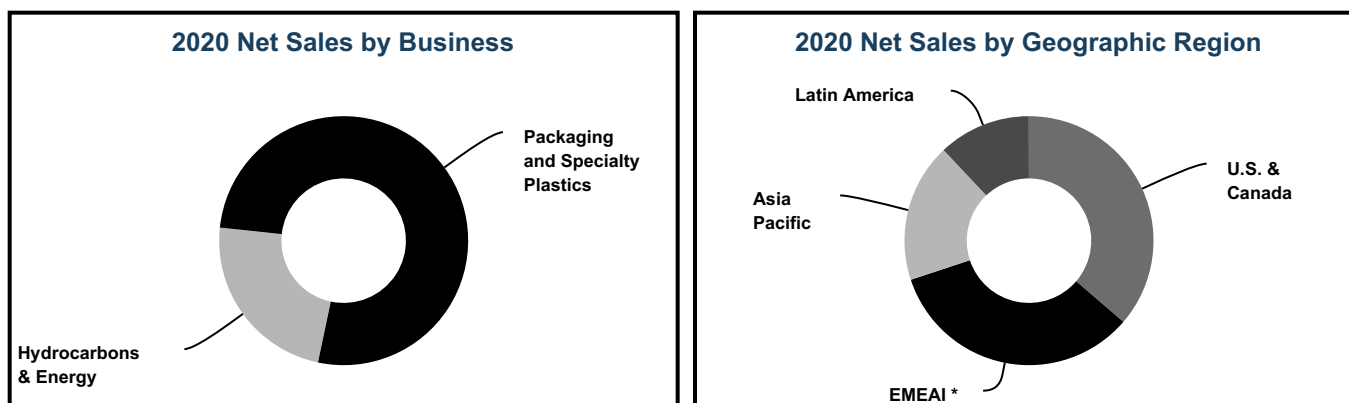 2020 Net Sales by Business
Packaging
and Specialty
Plastics
Hydrocarbons
& Energy
2020 Net Sales by Geographic Region
Latin America
U.S. &
Canada
Asia
Pacific
EMEAI *